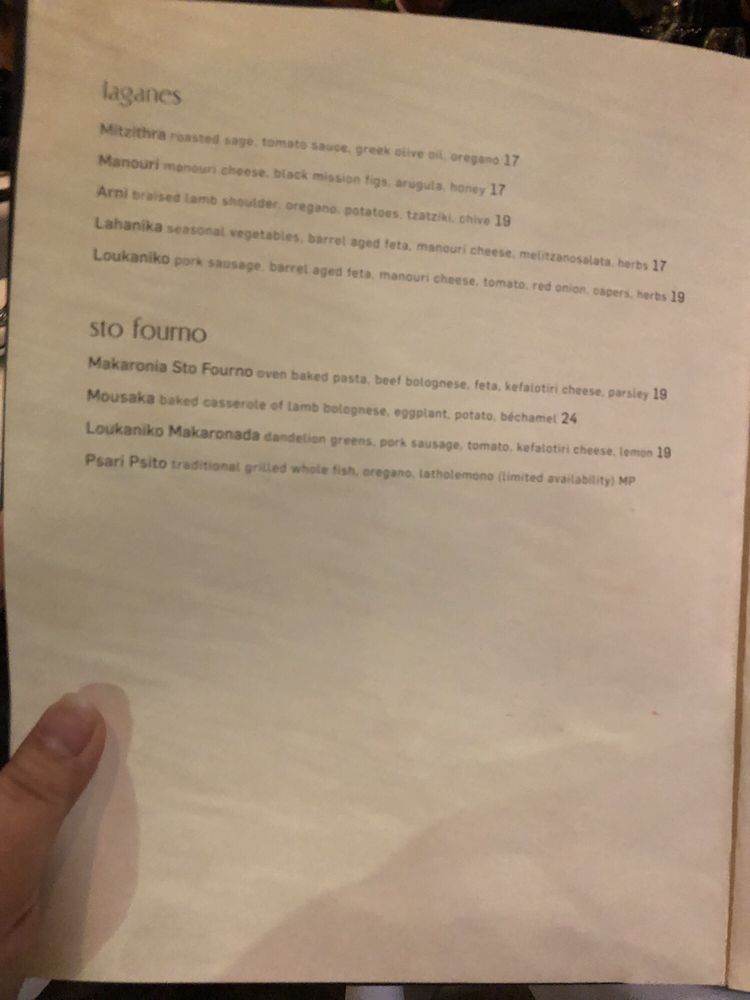 laganes
Mitzithra roasted sage, tomato sauce, greek olive oil, oregano 17
Manouri manouri cheese, black mission figs, arugula, honey 17
Arni braised lamb shoulder, oregano, potatoes, tzatziki, chive 19
Lahanika seasonal vegetables, barrel aged feta, manouri cheese, melitzanosalata, herbs 17
Loukaniko pork sausage, barrel aged feta, manouri cheese, tomato, red onion, capers, herbs 19
sto fourno
Makaronia Sto Fourno oven baked pasta, beef bolognese, feta, kefalotiri cheese, parsley 19
Mousaka baked casserole of lamb bolognese, eggplant, potato, béchamel 24
Loukaniko Makaronada dandelion greens, pork sausage, tomato, kefalotiri cheese, lemon 19
Psari Psito traditional grilled whole fish, oregano, latholemono (limited availability) MP